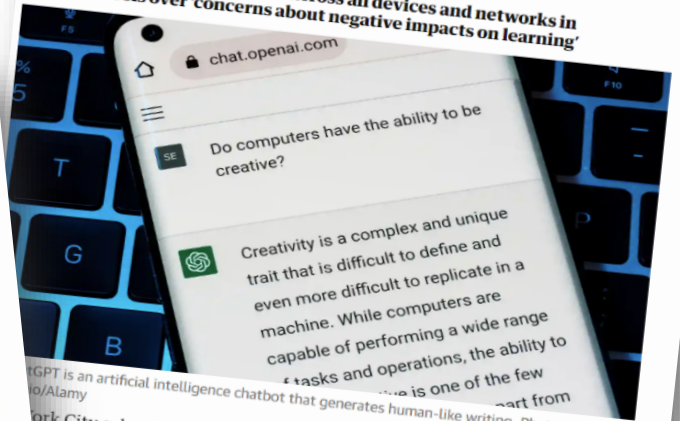 all devices and networks in
over 'concerns about negative impacts on learning'
F5
chat.openai.com
F10
%
5
SE
Do computers have the ability to be
creative?
T
P
G
Creativity is a complex and unique
trait that is difficult to define and
even more difficult to replicate in a
machine. While computers are
capable of performing a wide range
tasks and operations, the ability to
is one of the few
part from
B
tGPT is an artificial intelligence chatbot that generates human-like writing.
io/Alamy
York City